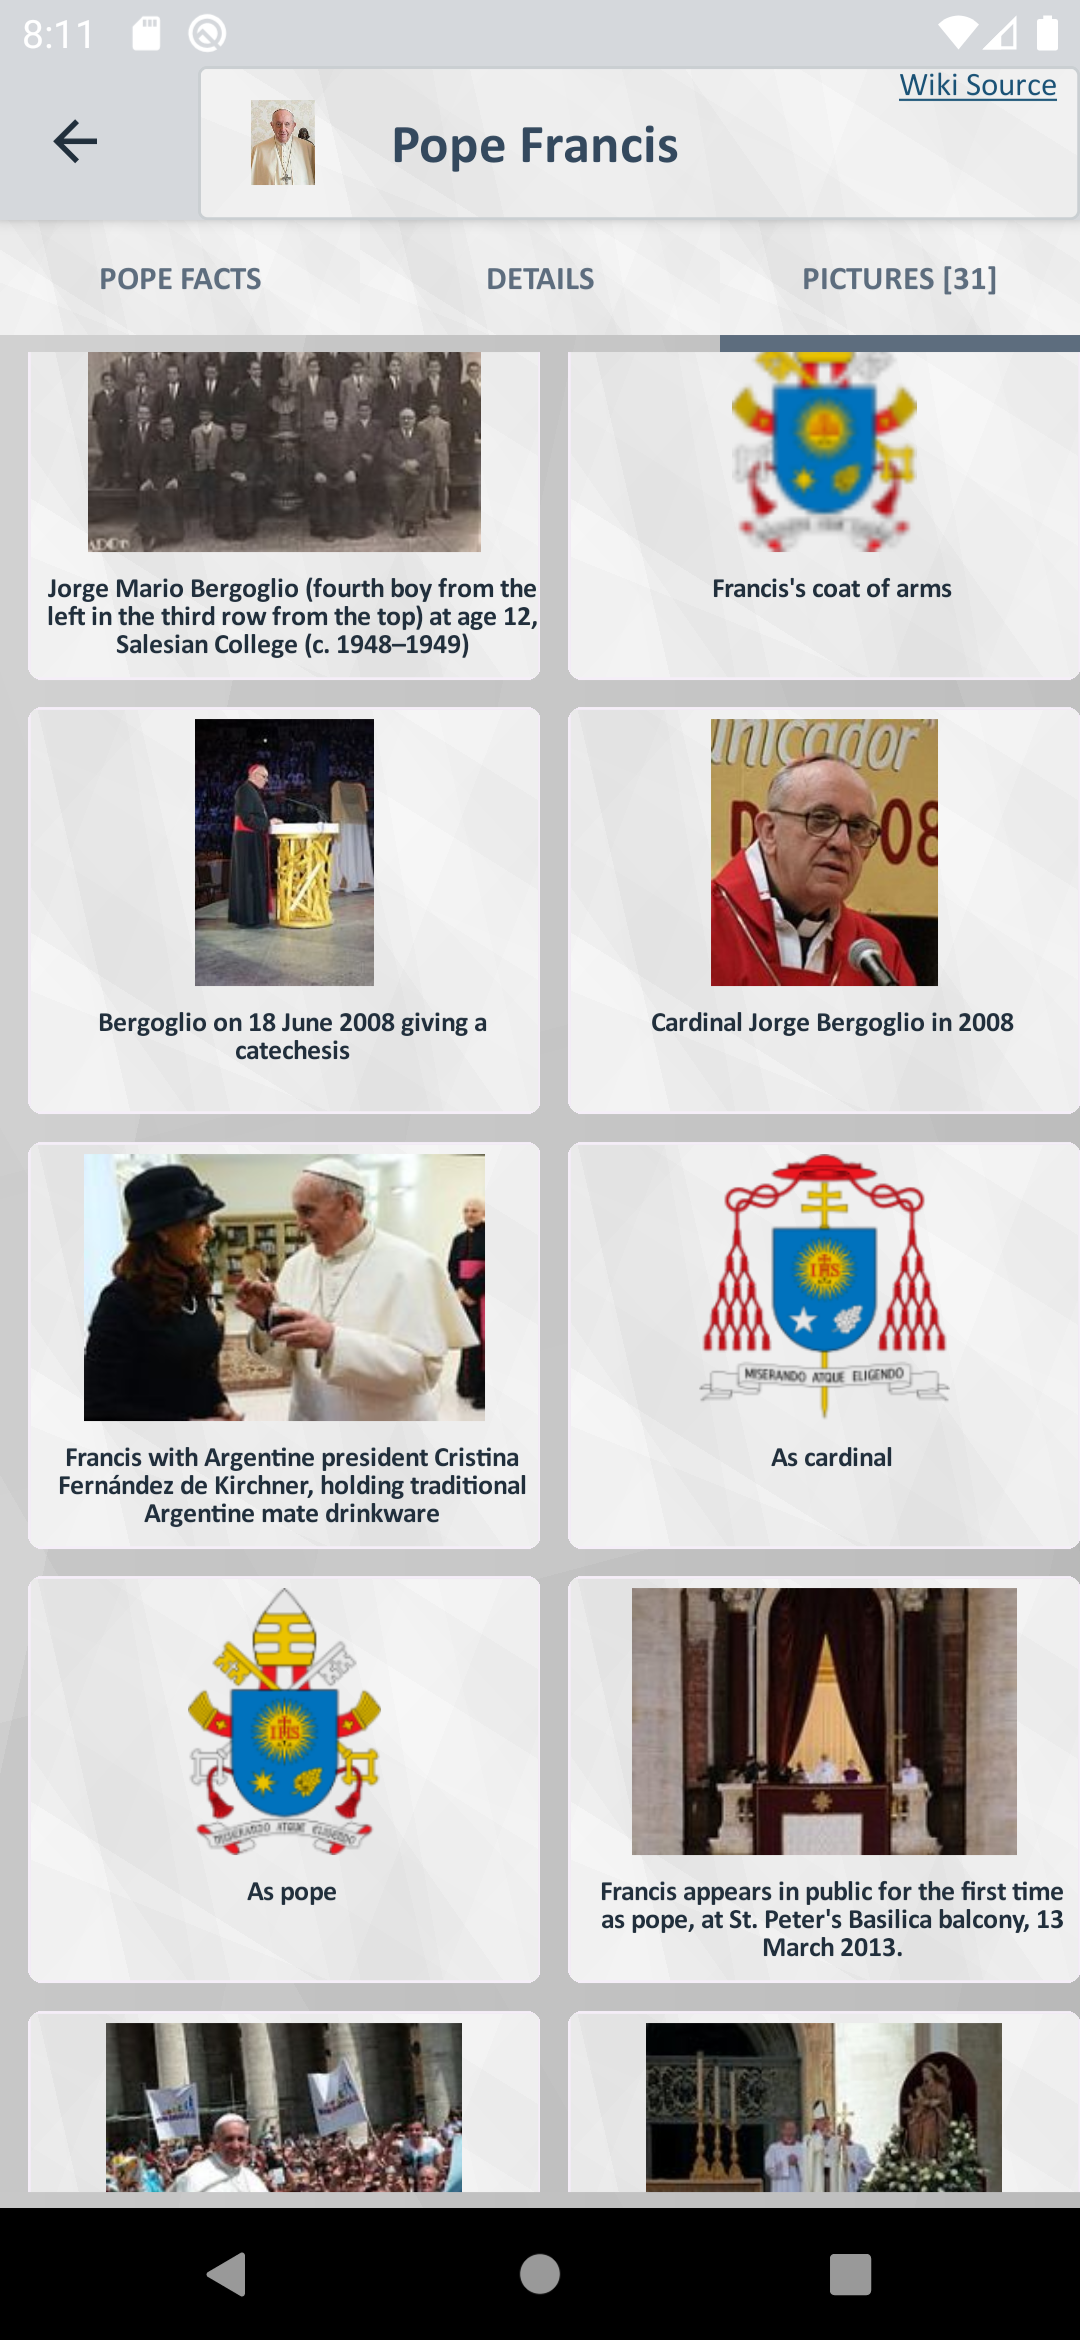 8:11
Wiki Source
Pope Francis
POPE FACTS
DETAILS
PICTURES [31]
Jorge Mario Bergoglio (fourth boy from the
left in the third row from the top) at age 12,
Salesian College (c. 1948–1949)
Francis's coat of arms
unicador"
08
Bergoglio on 18 June 2008 giving a
catechesis
Cardinal Jorge Bergoglio in 2008
IHS
MISERANDO ATQUE ELIGENDO
Francis with Argentine president Cristina
Fernández de Kirchner, holding traditional
Argentine mate drinkware
As cardinal
IHS
MISERANDO ATQUE ELIGENDO
As pope
Francis appears in public for the first time
as pope, at St. Peter's Basilica balcony, 13
March 2013.